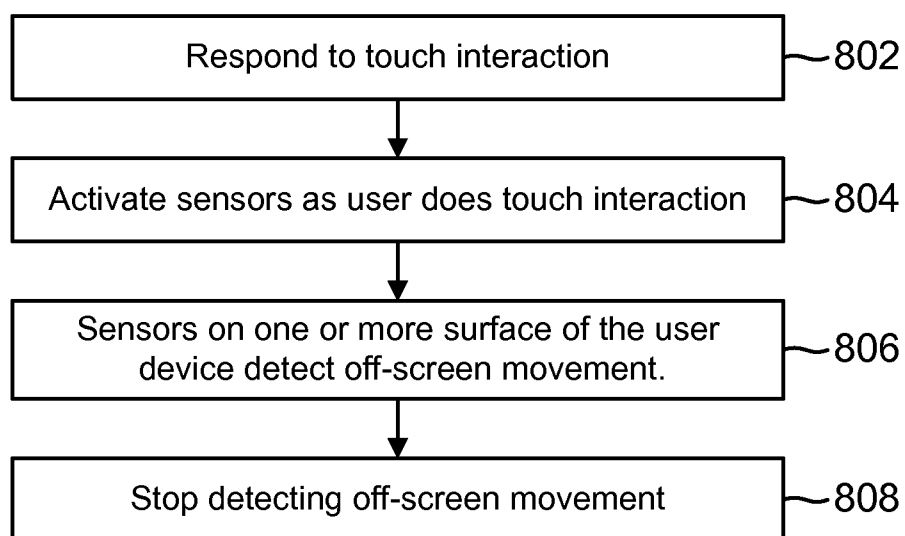 Respond to touch interaction
802
Activate sensors as user does touch interaction
804
Sensors on one or more surface of the user
device detect off-screen movement.
806
Stop detecting off-screen movement
808